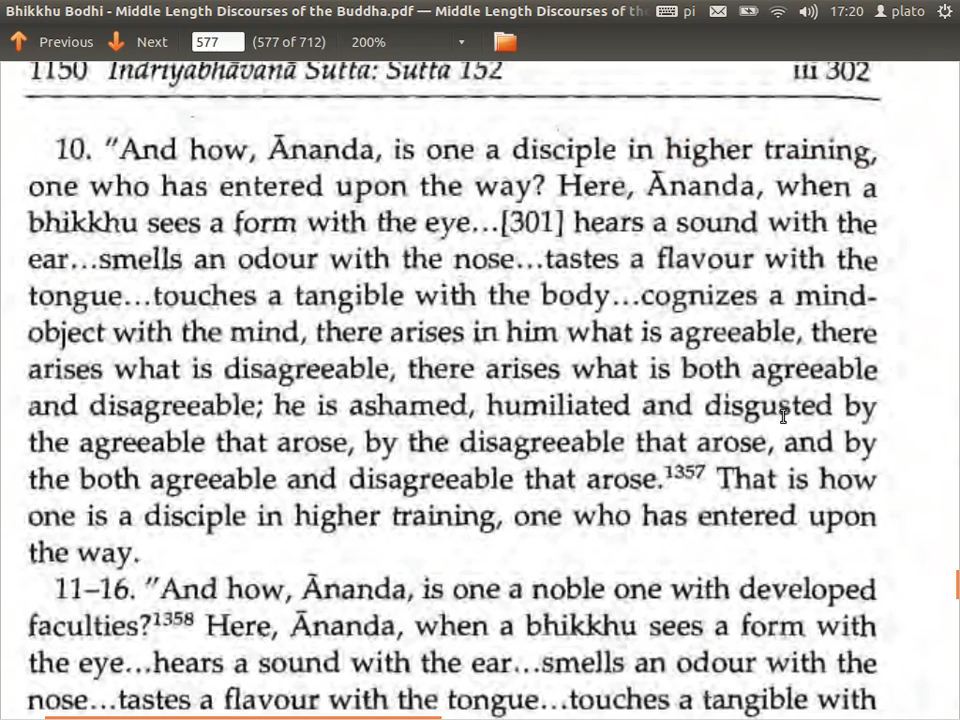 Bhikkhu Bodhi - Middle Length Discourses of the Buddha.pdf — Middle Length Discourses of the pi 17:20 plato
Previous Next 577 (577 of 712) 200%
1150 Indriyabhāvanā Sutta: Sutta 152 iii 302
10. "And how, Ānanda, is one a disciple in higher training,
one who has entered upon the way? Here, Ānanda, when a
bhikkhu sees a form with the eye...[301] hears a sound with the
ear...smells an odour with the nose...tastes a flavour with the
tongue...touches a tangible with the body...cognizes a mind-
object with the mind, there arises in him what is agreeable, there
arises what is disagreeable, there arises what is both agreeable
and disagreeable; he is ashamed, humiliated and disgusted by
the agreeable that arose, by the disagreeable that arose, and by
the both agreeable and disagreeable that arose.¹³⁵⁷ That is how
one is a disciple in higher training, one who has entered upon
the way.
11–16. "And how, Ānanda, is one a noble one with developed
faculties?¹³⁵⁸ Here, Ānanda, when a bhikkhu sees a form with
the eye...hears a sound with the ear...smells an odour with the
nose...tastes a flavour with the tongue...touches a tangible with